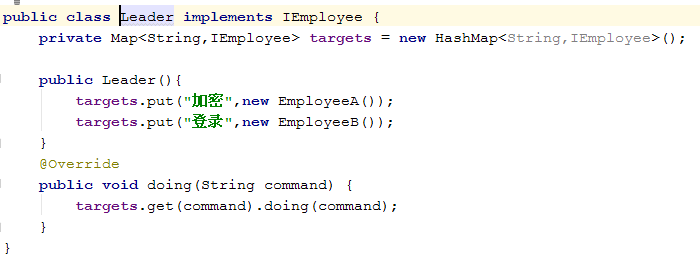 public class Leader implements IEmployee {
private Map<String,IEmployee> targets = new HashMap<String,IEmployee>();
public Leader(){
targets.put("加密",new EmployeeA());
targets.put("登录",new EmployeeB());
}
@Override
public void doing(String command) {
targets.get(command).doing(command);
}
}